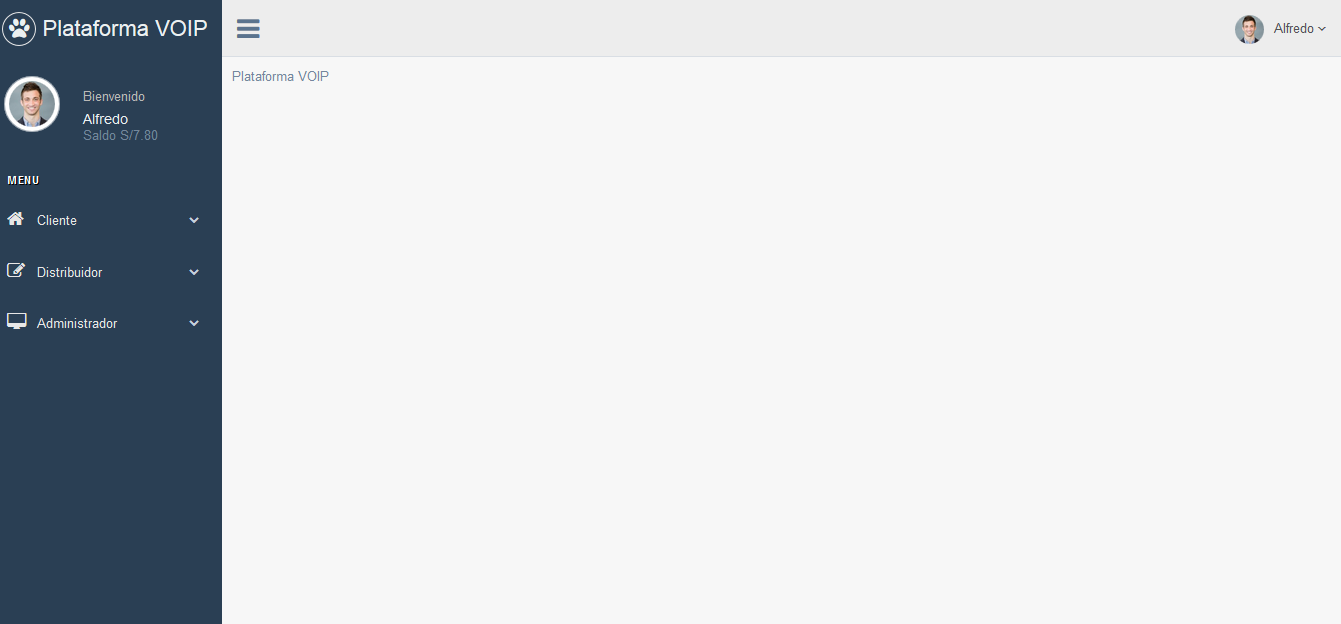 Plataforma VOIP
Alfredo
Plataforma VOIP
Bienvenido
Alfredo
Saldo S/7.80
MENU
Cliente
Distribuidor
Administrador